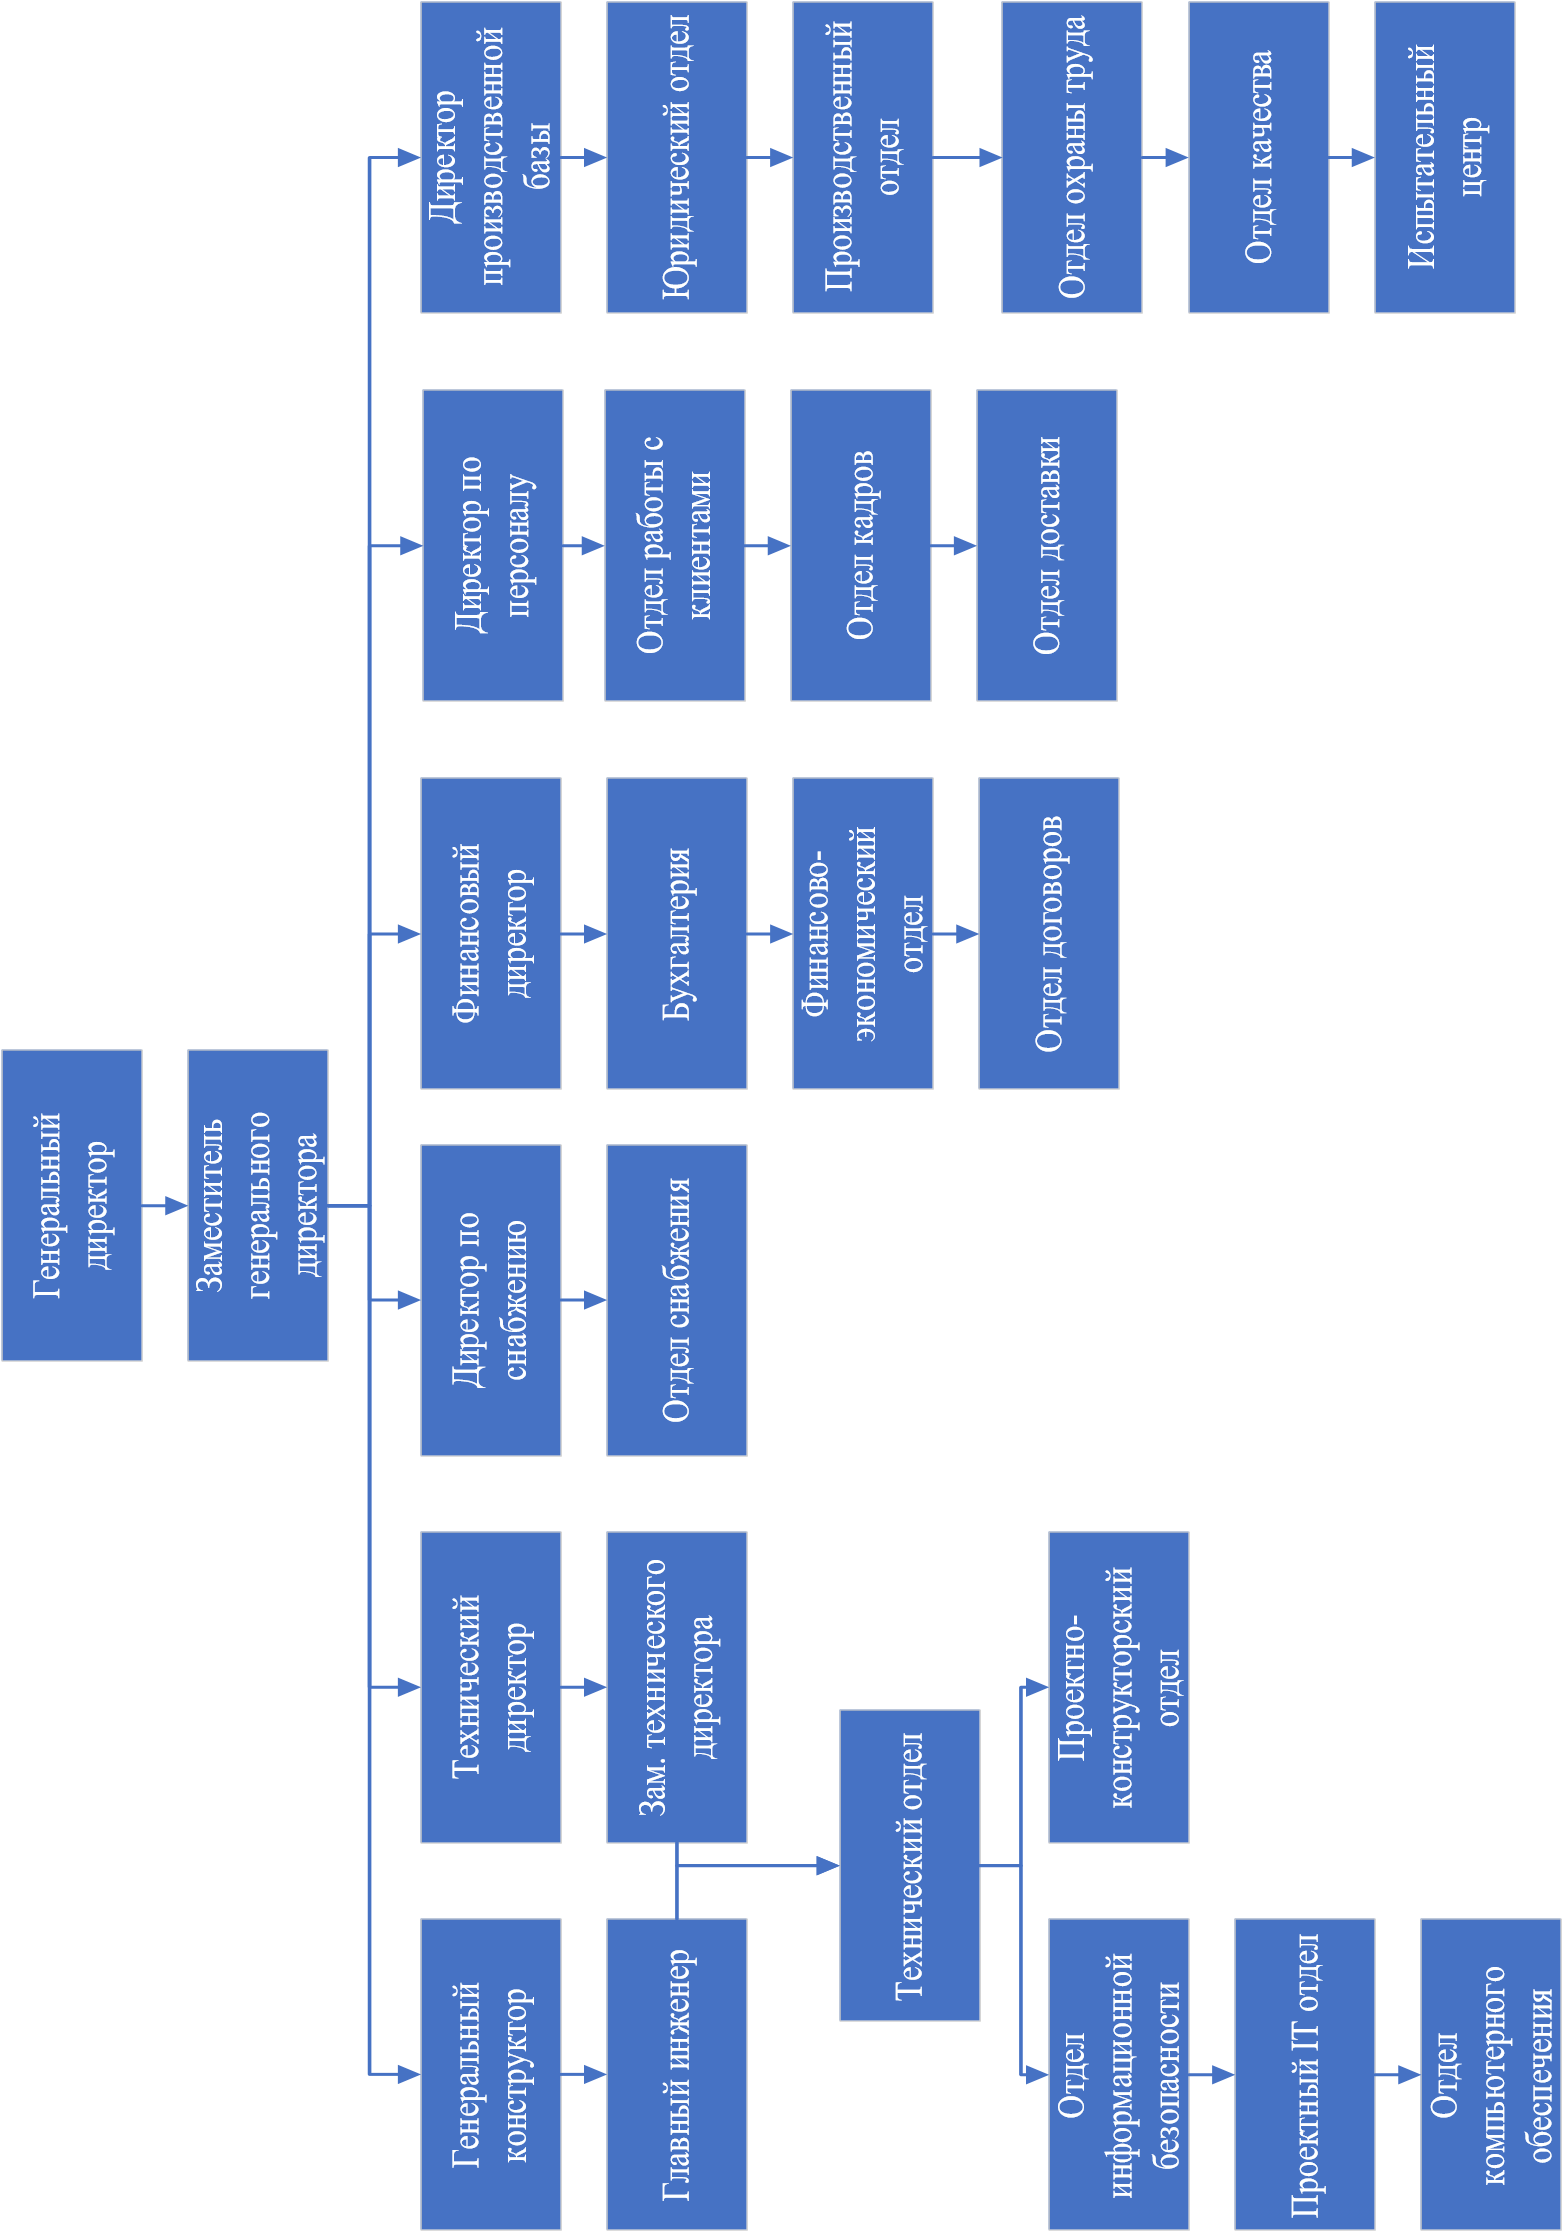 Генеральный
директор
Заместитель
генерального
директора
Генеральный
конструктор
Технический
директор
Директор по
снабжению
Финансовый
директор
Директор по
персоналу
Директор
производственной
базы
Главный инженер
Зам. технического
директора
Отдел снабжения
Бухгалтерия
Отдел работы с
клиентами
Юридический отдел
Технический отдел
Финансово-
экономический
отдел
Отдел кадров
Производственный
отдел
Отдел
информационной
безопасности
Проектно-
конструкторский
отдел
Отдел договоров
Отдел доставки
Отдел охраны труда
Проектный IT отдел
Отдел качества
Отдел
компьютерного
обеспечения
Испытательный
центр